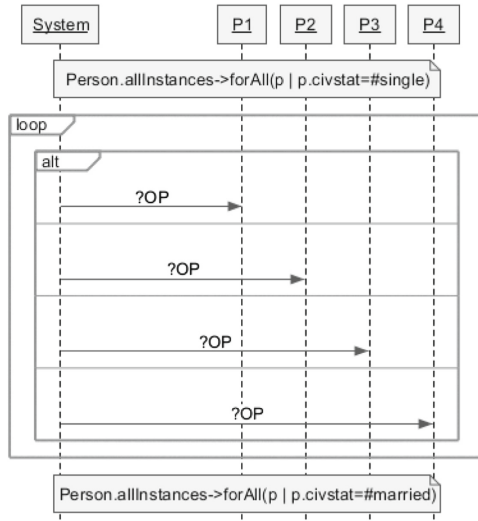 System P1 P2 P3 P4
Person.allInstances->forAll(p | p.civstat=#single)
loop
alt
?OP
?OP
?OP
?OP
Person.allInstances->forAll(p | p.civstat=#married)